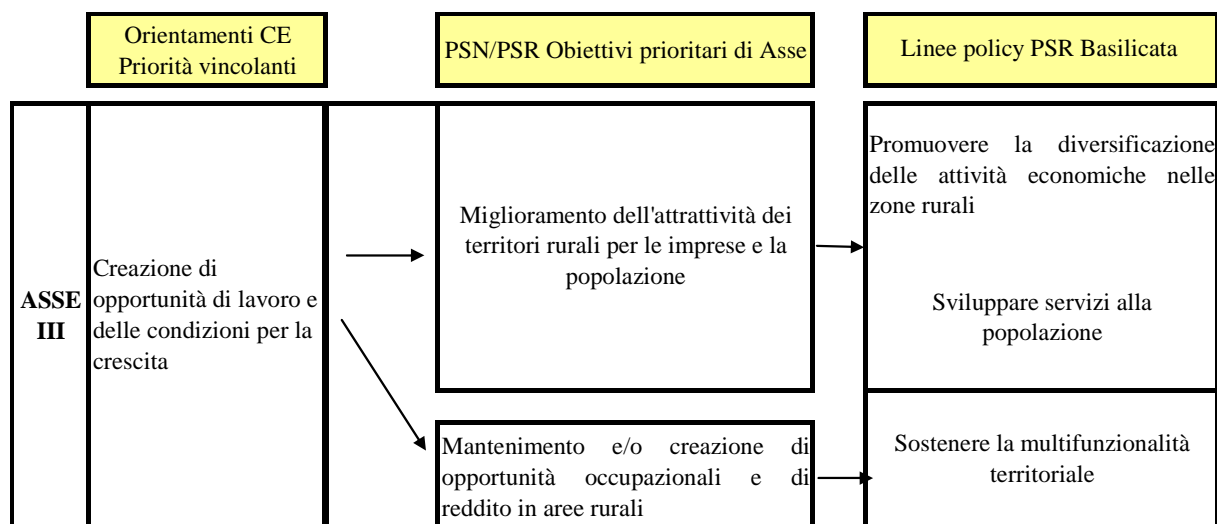 Orientamenti CE
Priorità vincolanti
PSN/PSR Obiettivi prioritari di Asse
Linee policy PSR Basilicata
ASSE
III
Creazione di
opportunità di lavoro e
delle condizioni per la
crescita
Miglioramento dell'attrattività dei
territori rurali per le imprese e la
popolazione
Promuovere la diversificazione
delle attività economiche nelle
zone rurali
Sviluppare servizi alla
popolazione
Mantenimento e/o creazione di
opportunità occupazionali e di
reddito in aree rurali
Sostenere la multifunzionalità
territoriale